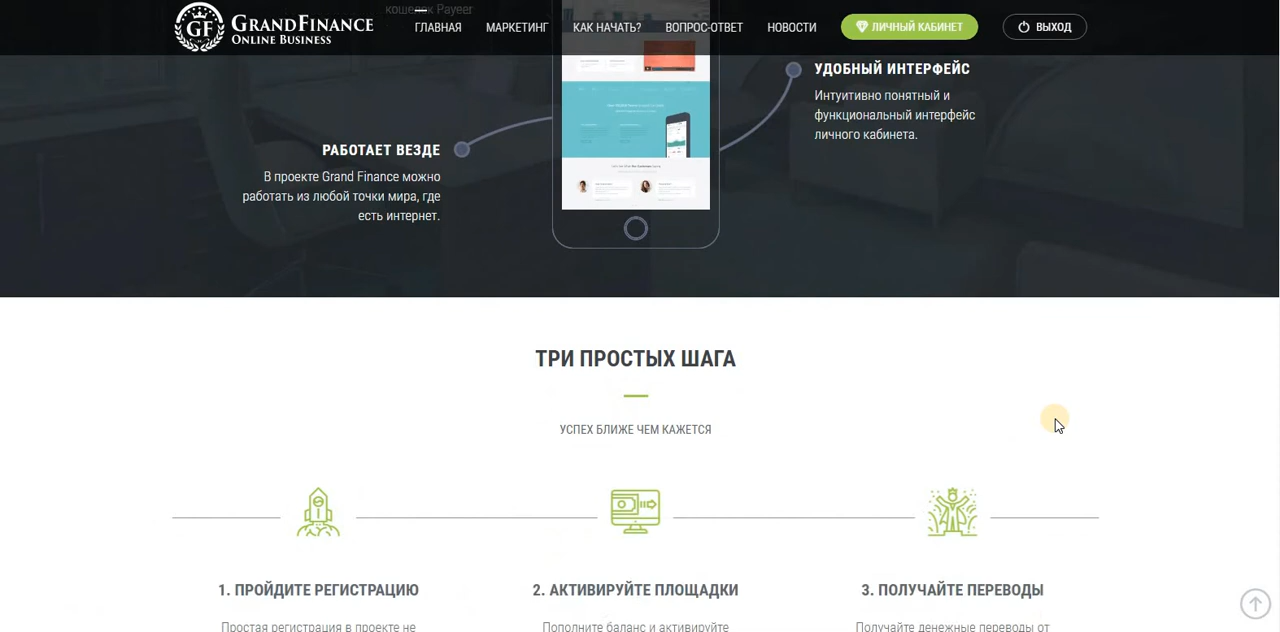 кошелек Payeer
GF
GRANDFINANCE
ONLINE BUSINESS
ГЛАВНАЯ
МАРКЕТИНГ
КАК НАЧАТЬ?
ВОПРОС-ОТВЕТ
НОВОСТИ
ЛИЧНЫЙ КАБИНЕТ
ВЫХОД
УДОБНЫЙ ИНТЕРФЕЙС
Интуитивно понятный и
функциональный интерфейс
личного кабинета.
РАБОТАЕТ ВЕЗДЕ
В проекте Grand Finance можно
работать из любой точки мира, где
есть интернет.
ТРИ ПРОСТЫХ ШАГА
УСПЕХ БЛИЖЕ ЧЕМ КАЖЕТСЯ
1. ПРОЙДИТЕ РЕГИСТРАЦИЮ
2. АКТИВИРУЙТЕ ПЛОЩАДКИ
3. ПОЛУЧАЙТЕ ПЕРЕВОДЫ
Простая регистрация в проекте не
Пополните баланс и активируйте
Получайте денежные переводы от